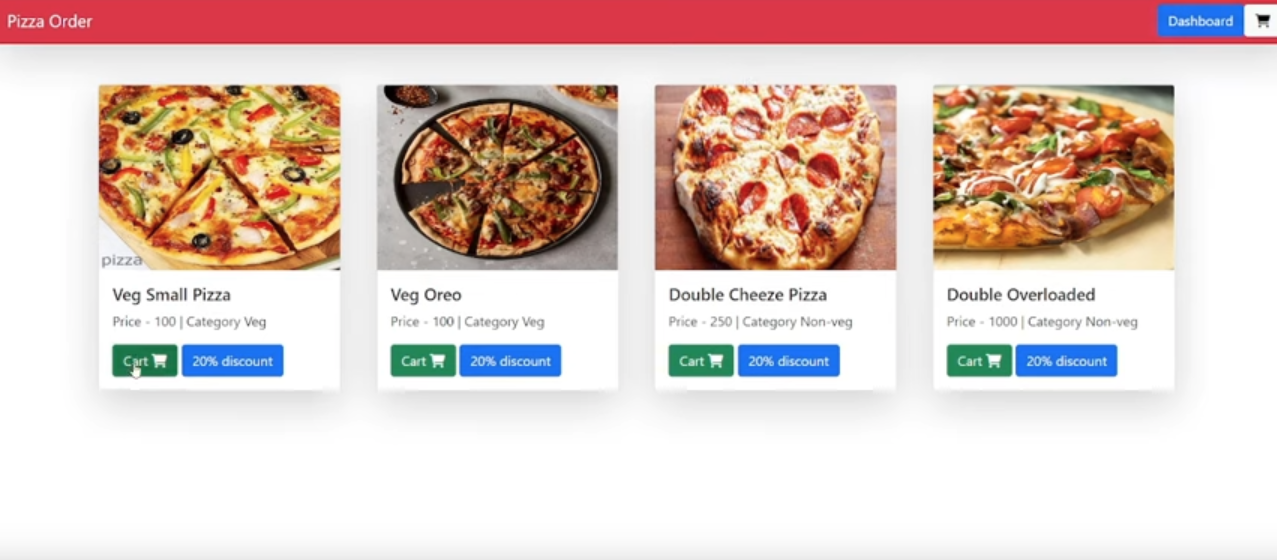 Pizza Order
Dashboard
pizza
Veg Small Pizza
Price - 100 | Category Veg
Cart
20% discount
Veg Oreo
Price - 100 | Category Veg
Cart
20% discount
Double Cheeze Pizza
Price - 250 | Category Non-veg
Cart
20% discount
Double Overloaded
Price - 1000 | Category Non-veg
Cart
20% discount